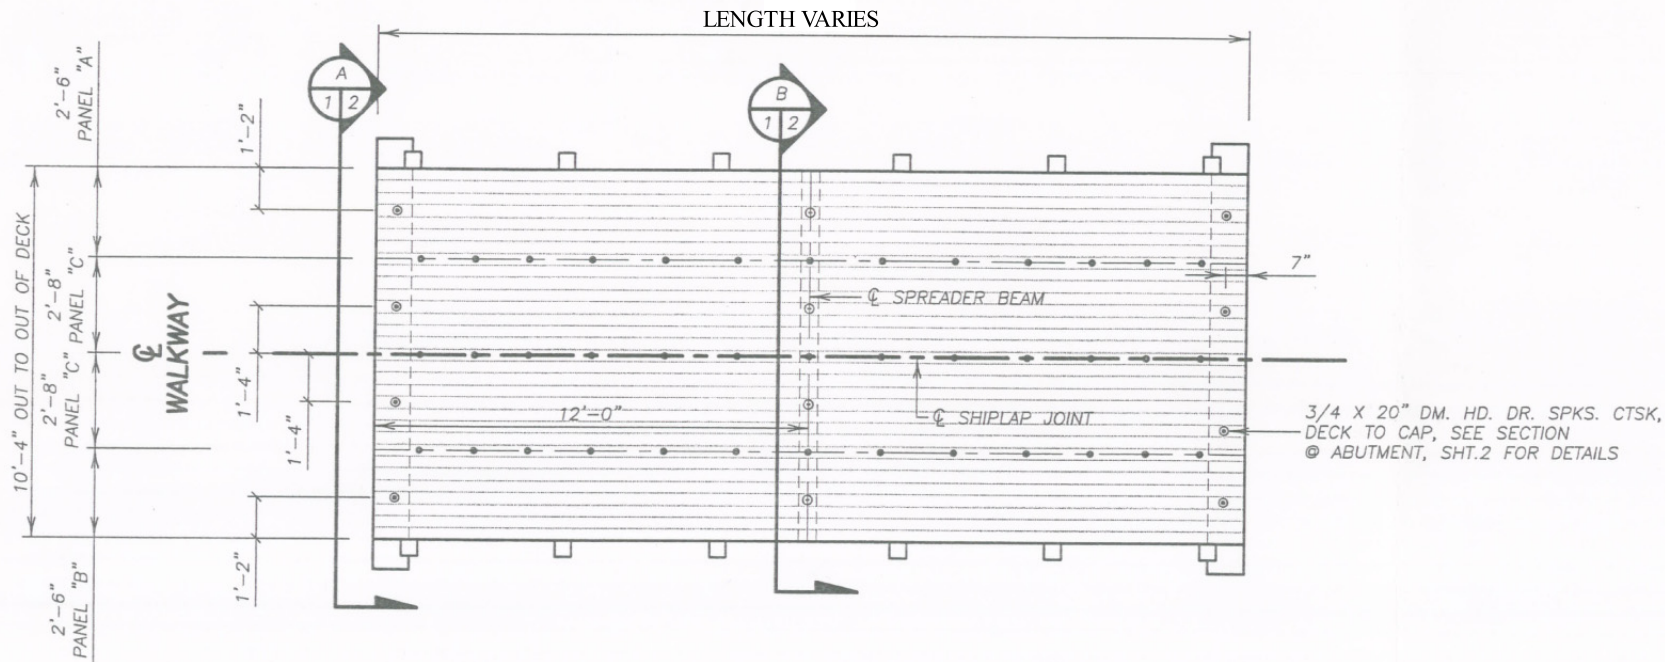 LENGTH VARIES
2'-6"
PANEL "A"
A
1 2
B
1 2
1'-2"
10'-4" OUT TO OUT OF DECK
2'-8"
PANEL "C"
2'-8"
PANEL "C"
℄
WALKWAY
1'-4"
1'-4"
12'-0"
℄ SPREADER BEAM
℄ SHIPLAP JOINT
7"
3/4 X 20" DM. HD. DR. SPKS. CTSK,
DECK TO CAP, SEE SECTION
@ ABUTMENT, SHT.2 FOR DETAILS
1'-2"
2'-6"
PANEL "B"